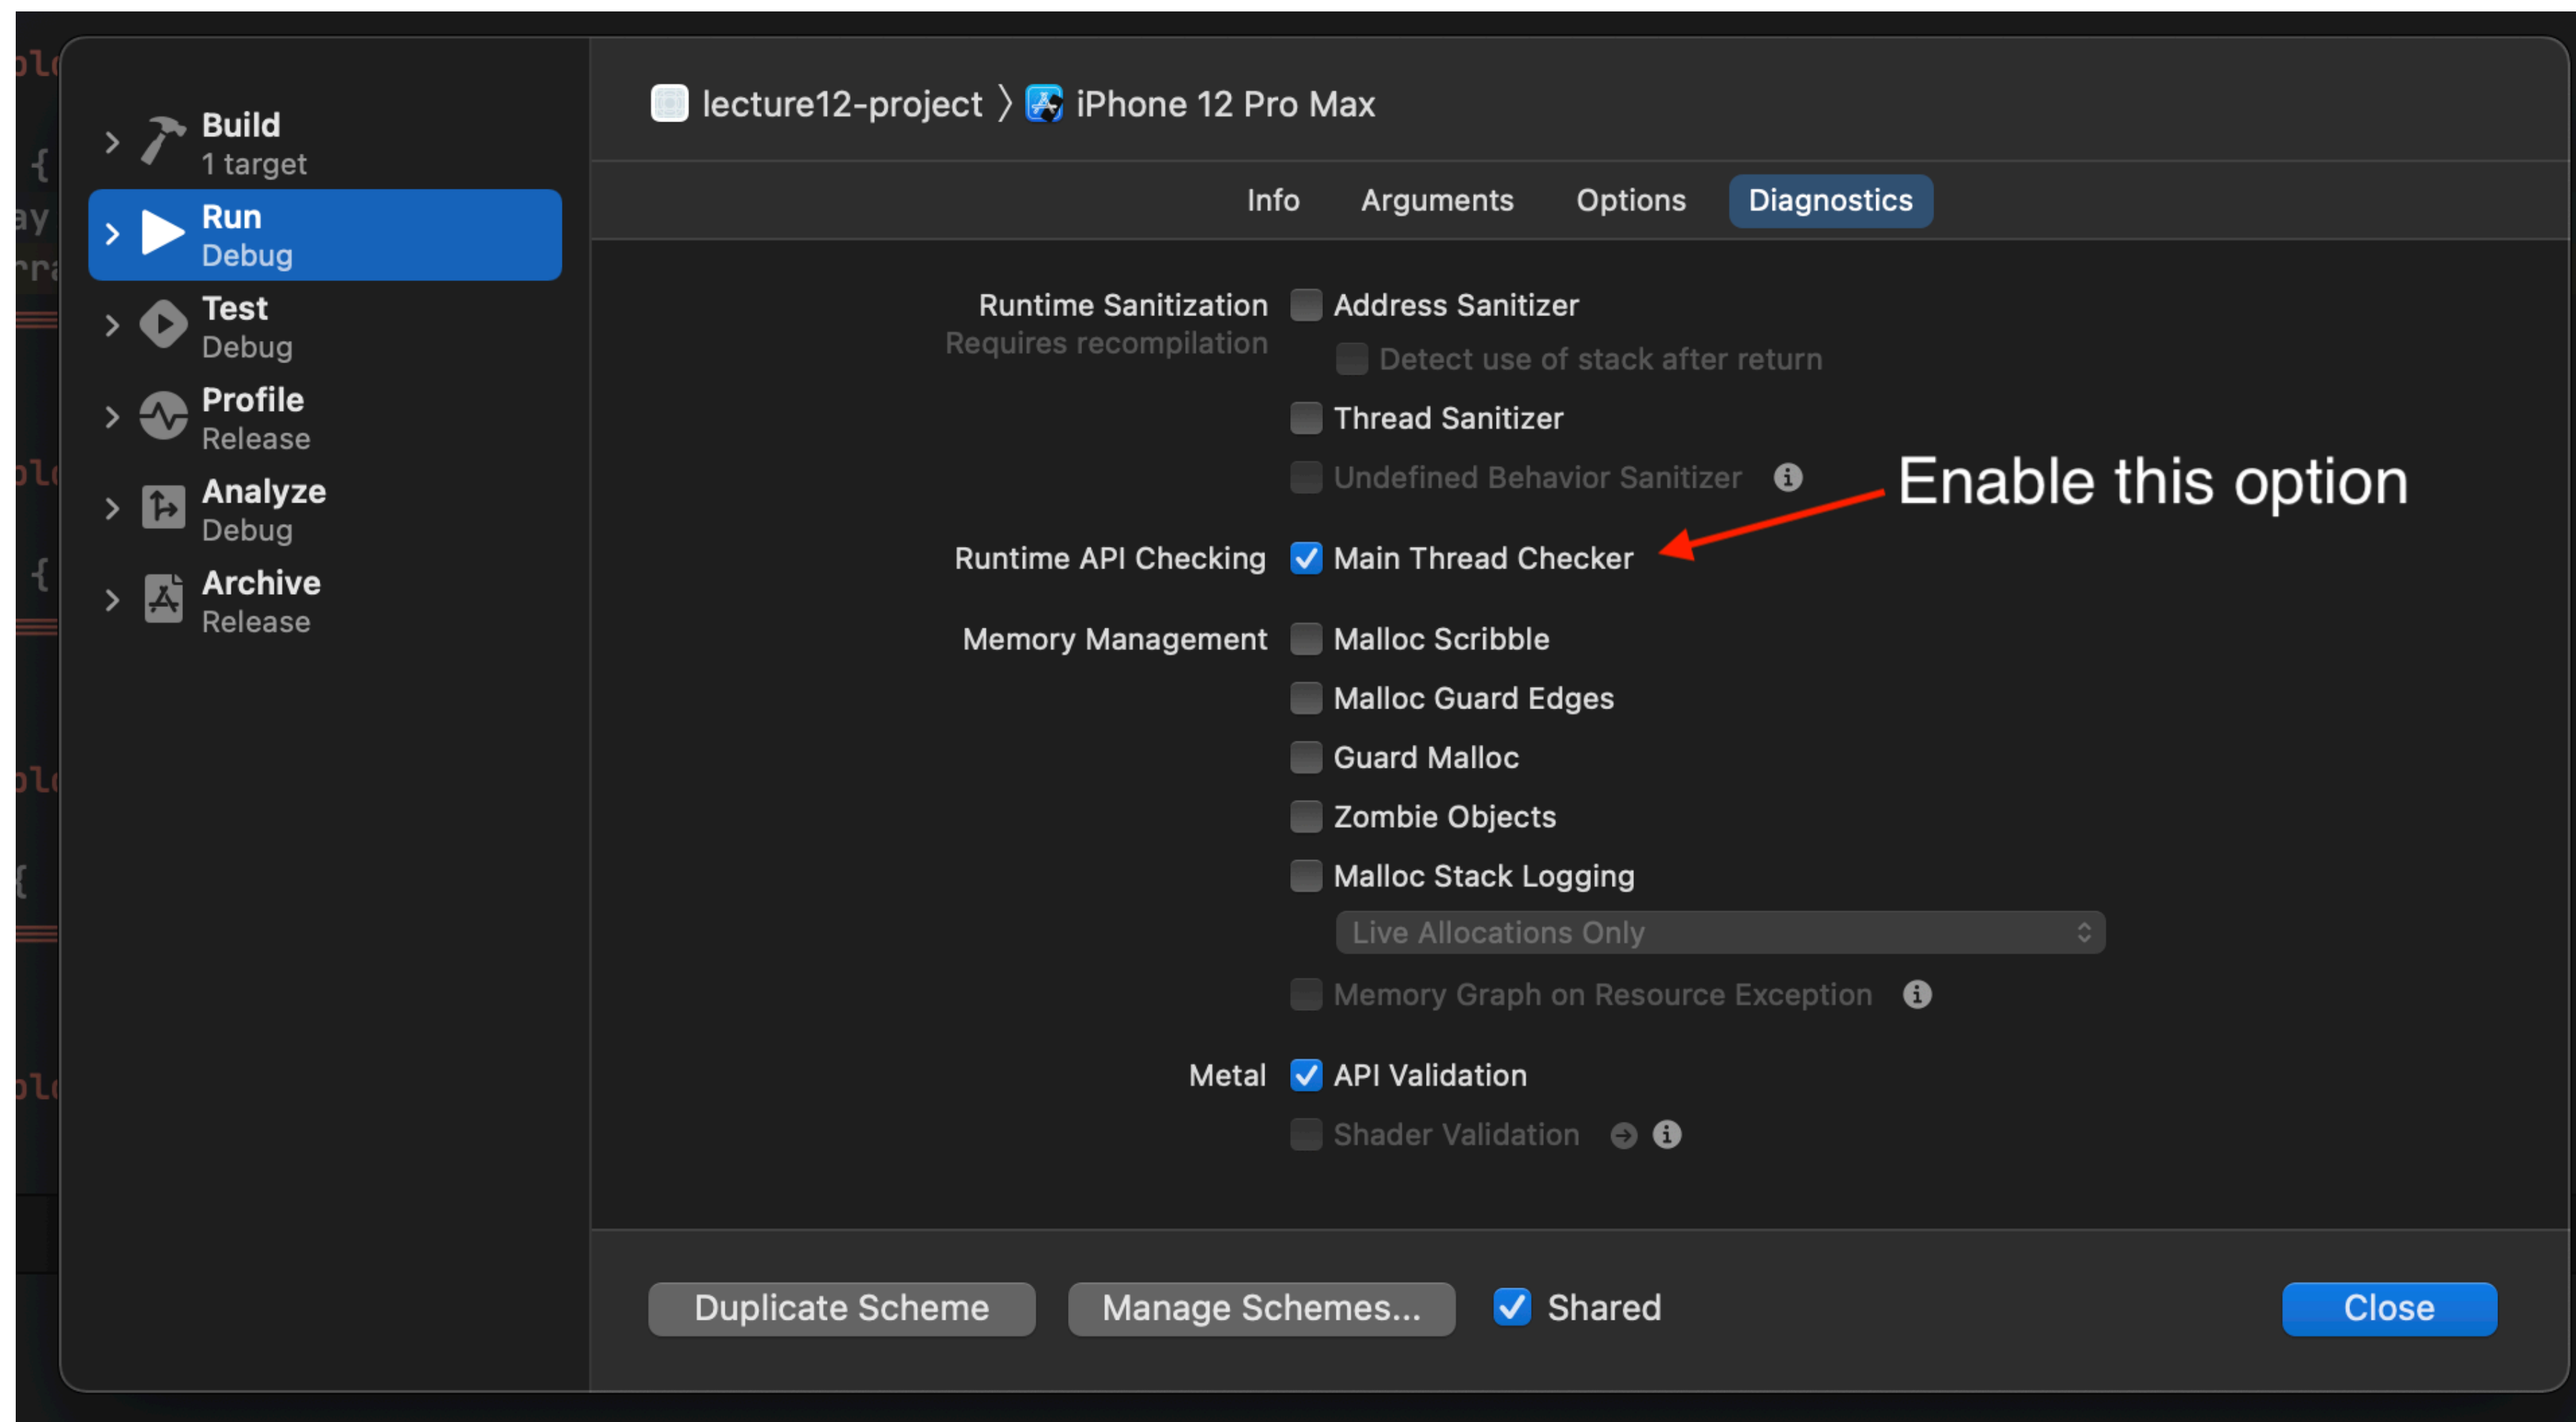 lecture12-project 〉 iPhone 12 Pro Max
Build
1 target
Run
Debug
Test
Debug
Profile
Release
Analyze
Debug
Archive
Release
Info Arguments Options Diagnostics
Runtime Sanitization Address Sanitizer
Requires recompilation
Detect use of stack after return
Thread Sanitizer
Undefined Behavior Sanitizer
Enable this option
Runtime API Checking Main Thread Checker
Memory Management Malloc Scribble
Malloc Guard Edges
Guard Malloc
Zombie Objects
Malloc Stack Logging
Live Allocations Only
Memory Graph on Resource Exception
Metal API Validation
Shader Validation
Duplicate Scheme Manage Schemes... Shared Close